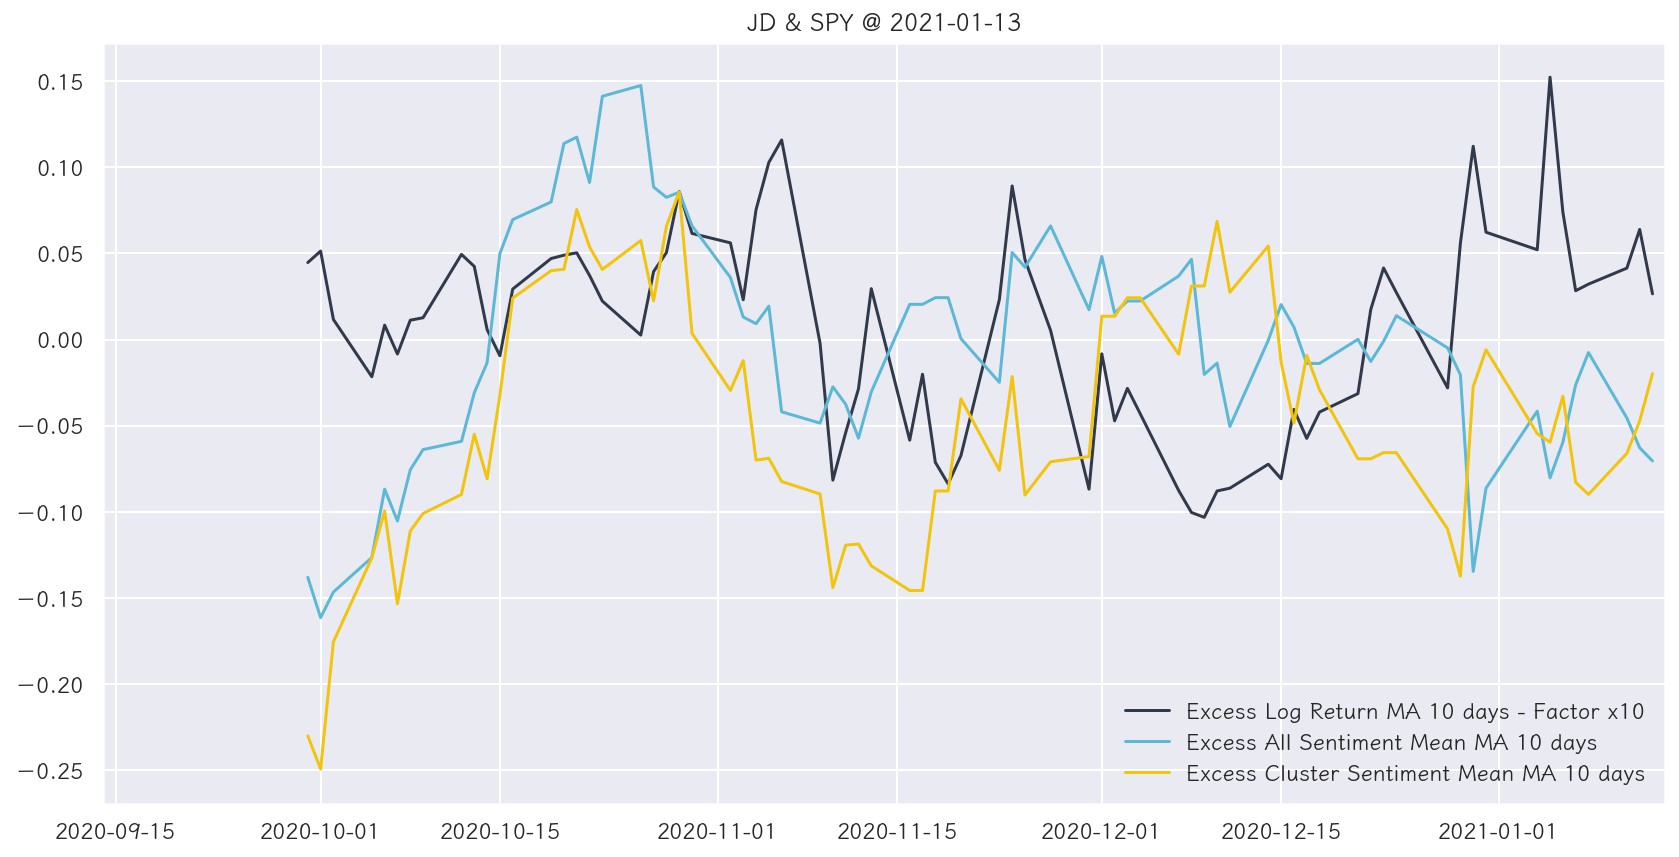 JD & SPY @ 2021-01-13
0.15
0.10
0.05
0.00
−0.05
−0.10
−0.15
−0.20
−0.25
Excess Log Return MA 10 days - Factor x10
Excess All Sentiment Mean MA 10 days
Excess Cluster Sentiment Mean MA 10 days
2020-09-15 2020-10-01 2020-10-15 2020-11-01 2020-11-15 2020-12-01 2020-12-15 2021-01-01